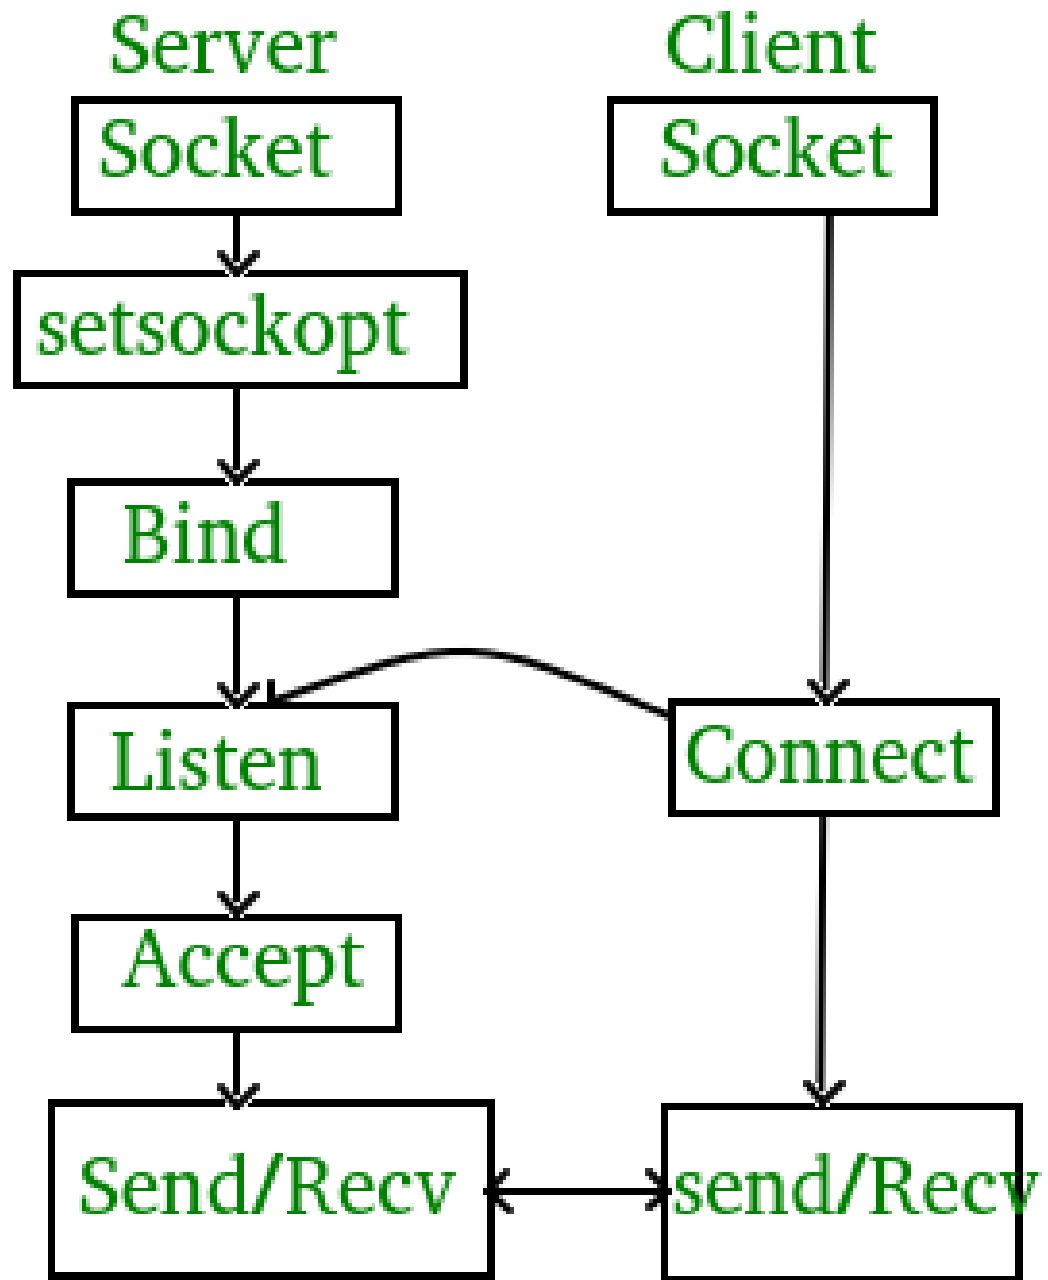 Server
Client
Socket
Socket
setsockopt
Bind
Listen
Connect
Accept
Send/Recv
send/Recv